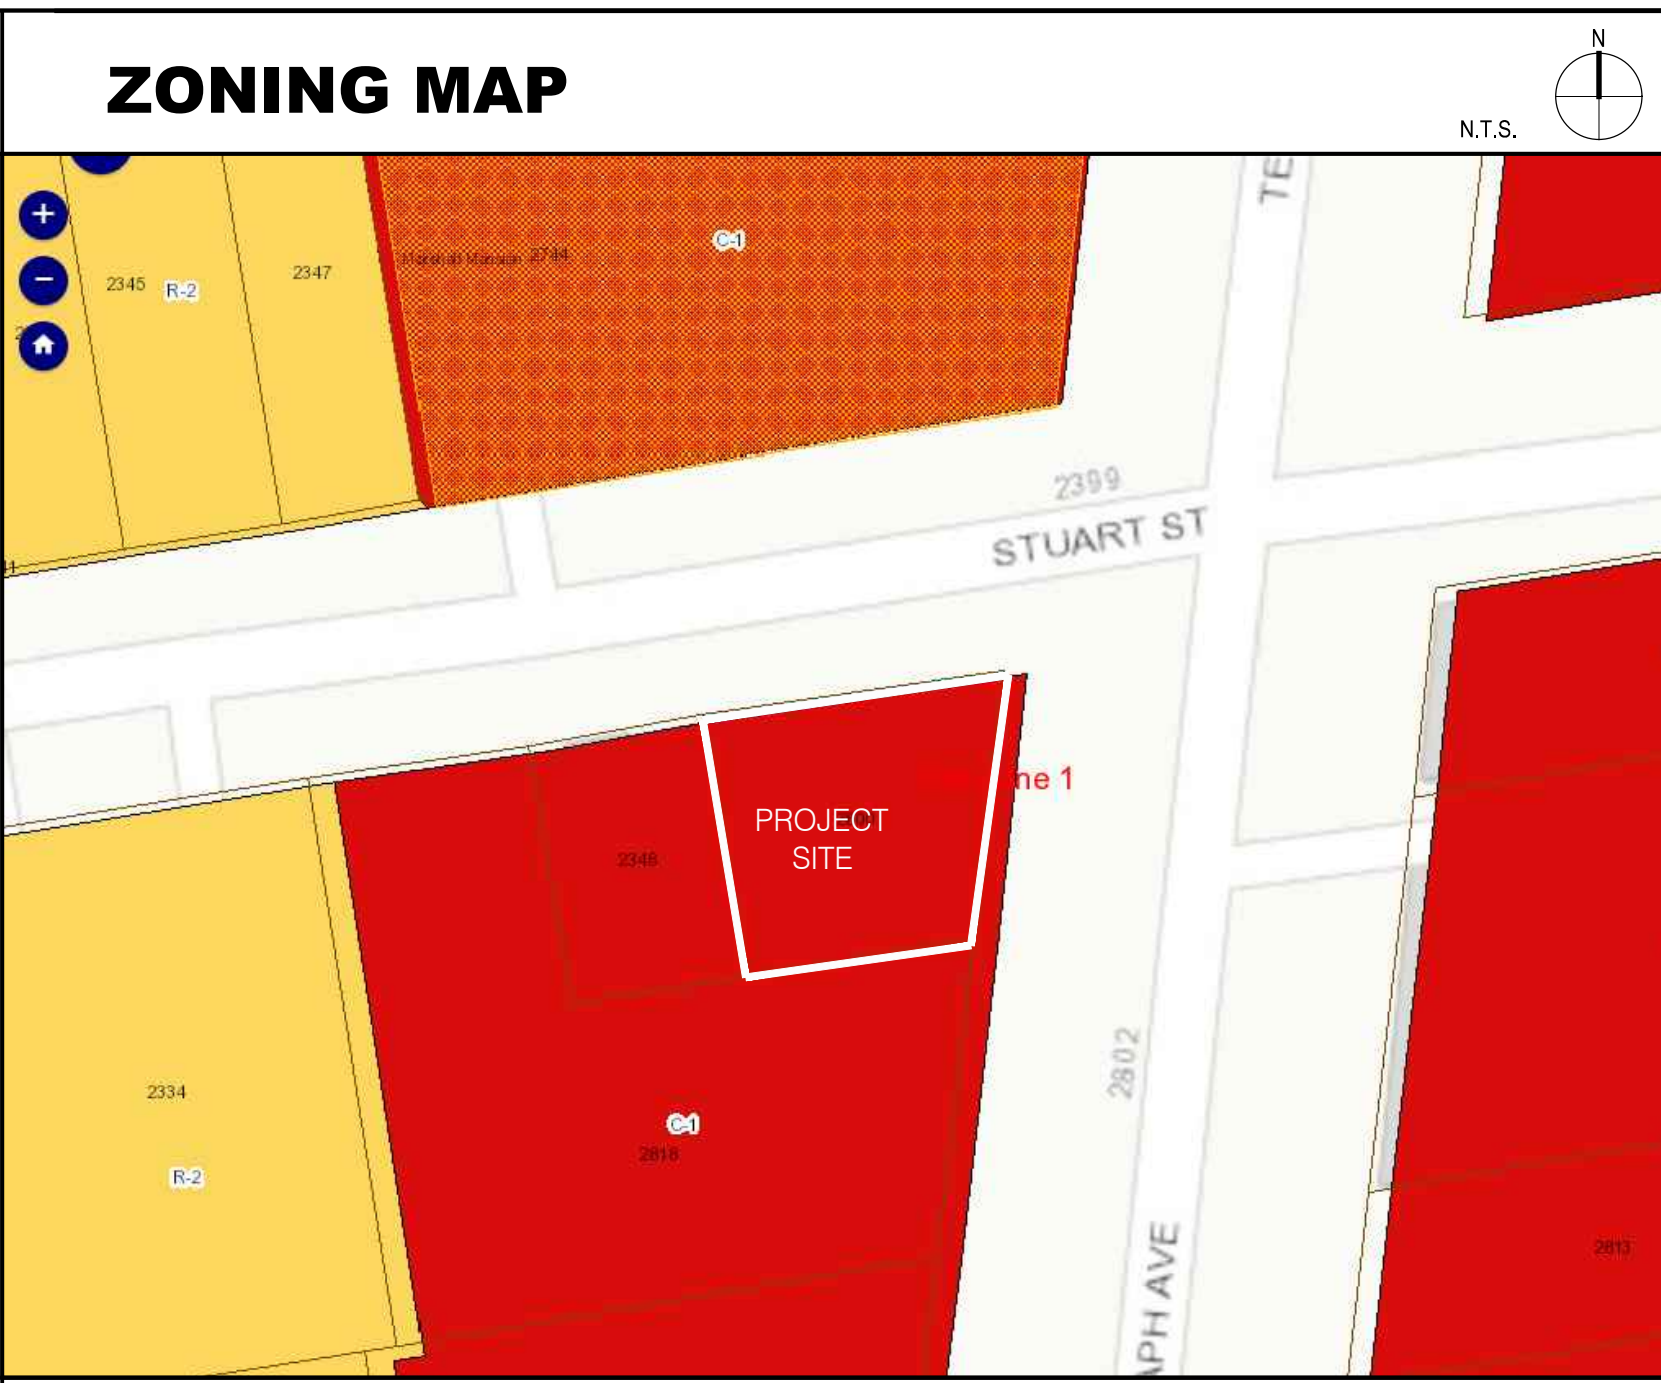 ZONING MAP
N
N.T.S.
TE
C-1
2744
2347
2345
R-2
2399
STUART ST
ne 1
PROJECT
SITE
2348
2802
2334
C-1
2818
R-2
APH AVE
2813